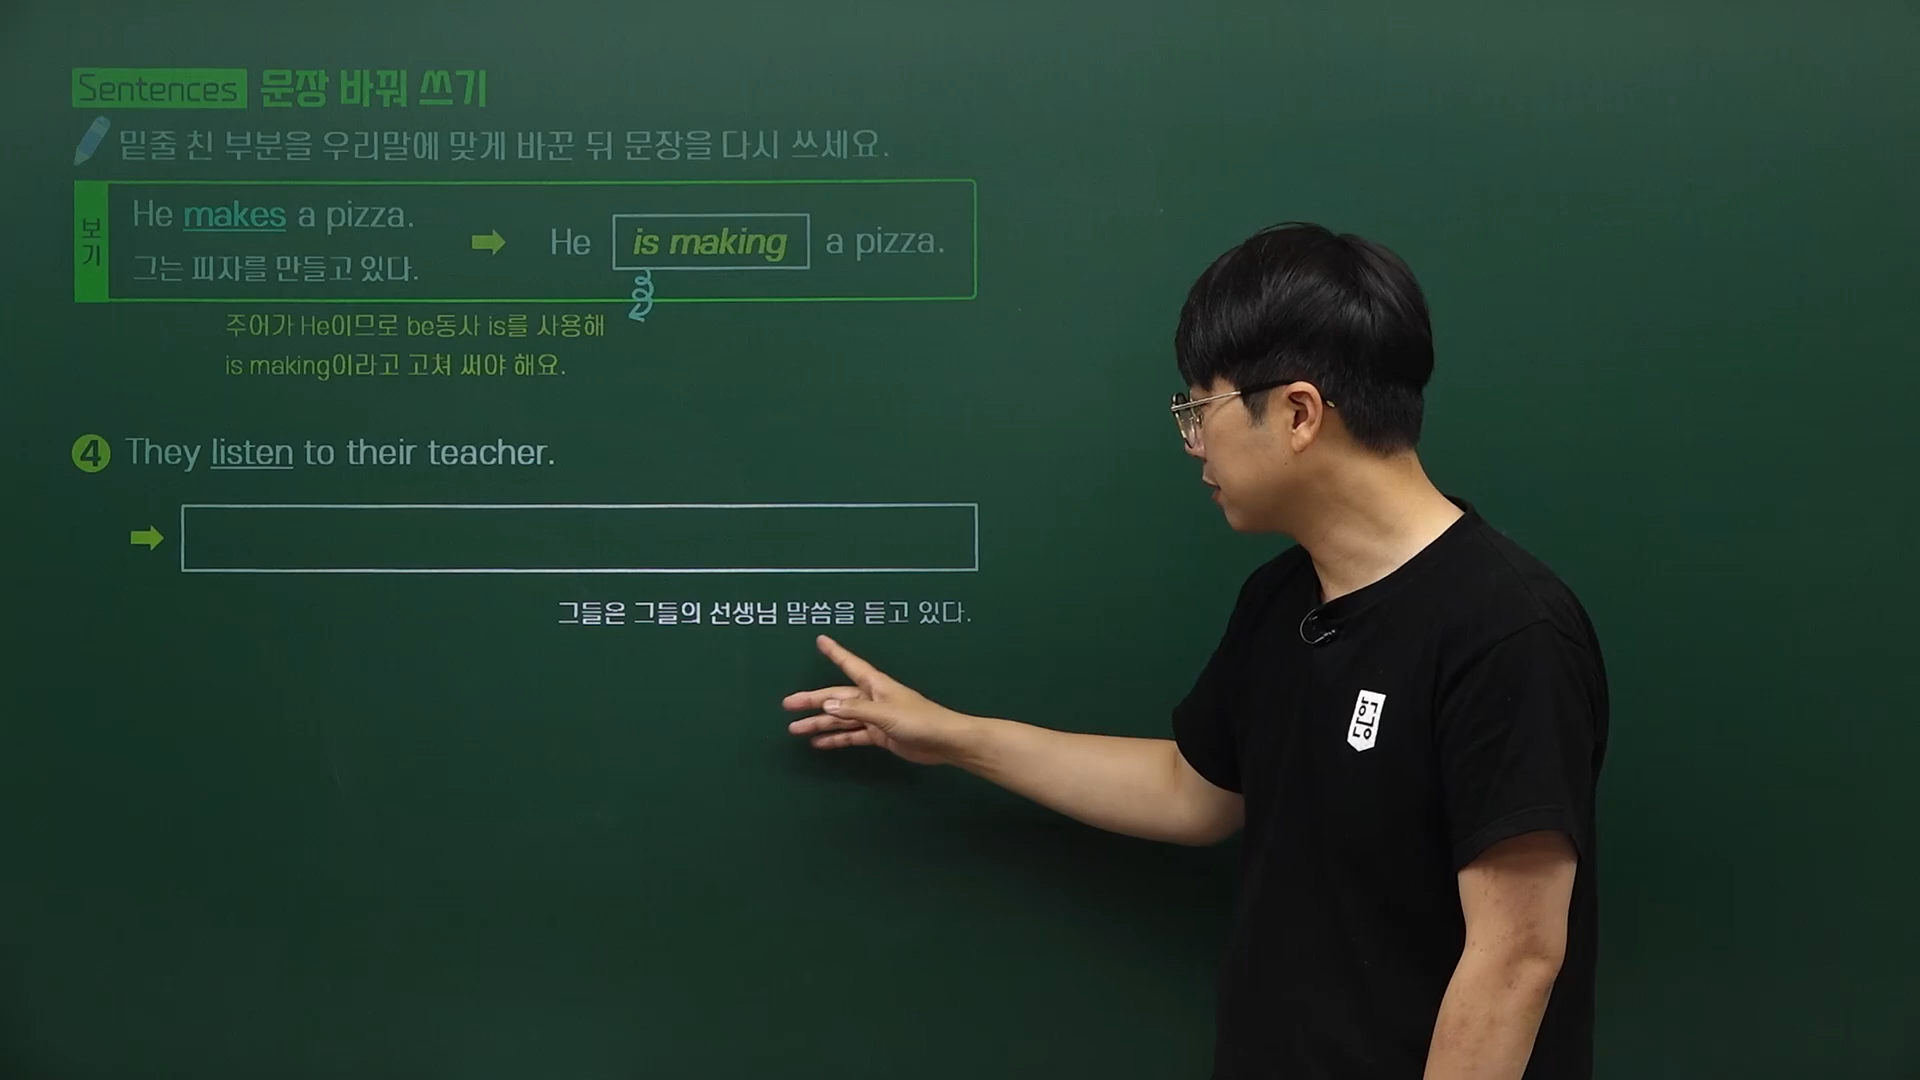 Sentences 문장 바꿔 쓰기
밑줄 친 부분을 우리말에 맞게 바꾼 뒤 문장을 다시 쓰세요.
보기
He makes a pizza.
그는 피자를 만들고 있다.
He is making a pizza.
주어가 He이므로 be동사 is를 사용해
is making이라고 고쳐 써야 해요.
4 They listen to their teacher.
그들은 그들의 선생님 말씀을 듣고 있다.